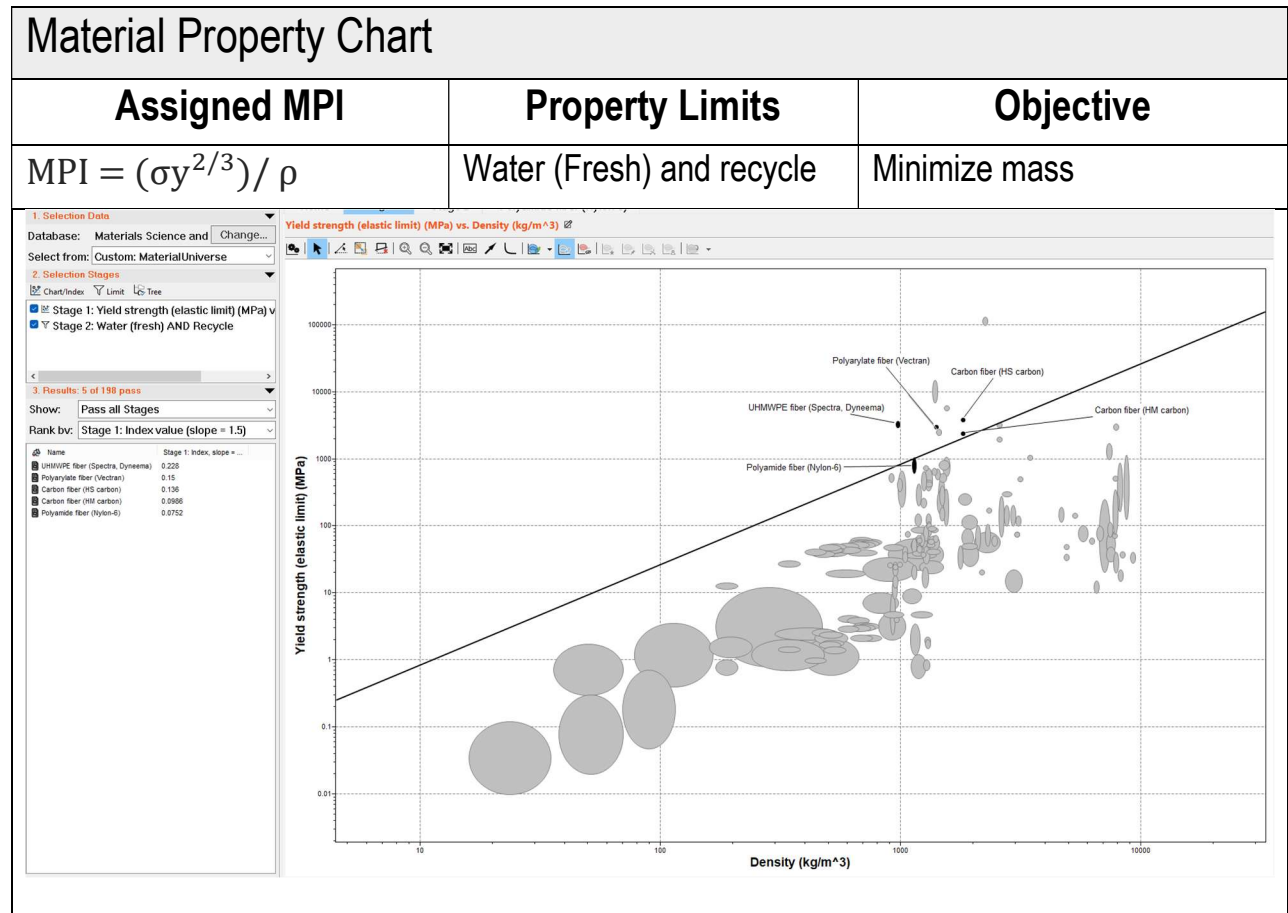 Material Property Chart
Assigned MPI
Property Limits
Objective
MPI = (σy^{2/3})/ ρ
Water (Fresh) and recycle
Minimize mass
1. Selection Data
Database: Materials Science and Change...
Select from: Custom: MaterialUniverse
2. Selection Stages
Chart/Index Limit Tree
Stage 1: Yield strength (elastic limit) (MPa) v
Stage 2: Water (fresh) AND Recycle
3. Results: 5 of 198 pass
Show: Pass all Stages
Rank by: Stage 1: Index value (slope = 1.5)
Name Stage 1: Index, slope = ...
UHMWPE fiber (Spectra, Dyneema) 0.228
Polyarylate fiber (Vectran) 0.15
Carbon fiber (HS carbon) 0.136
Carbon fiber (HM carbon) 0.0986
Polyamide fiber (Nylon-6) 0.0752
Yield strength (elastic limit) (MPa) vs. Density (kg/m^3)
Abc
Yield strength (elastic limit) (MPa)
100000
10000
1000
100
10
1
0.1
0.01
Polyarylate fiber (Vectran)
Carbon fiber (HS carbon)
UHMWPE fiber (Spectra, Dyneema)
Carbon fiber (HM carbon)
Polyamide fiber (Nylon-6)
10 100 1000 10000
Density (kg/m^3)